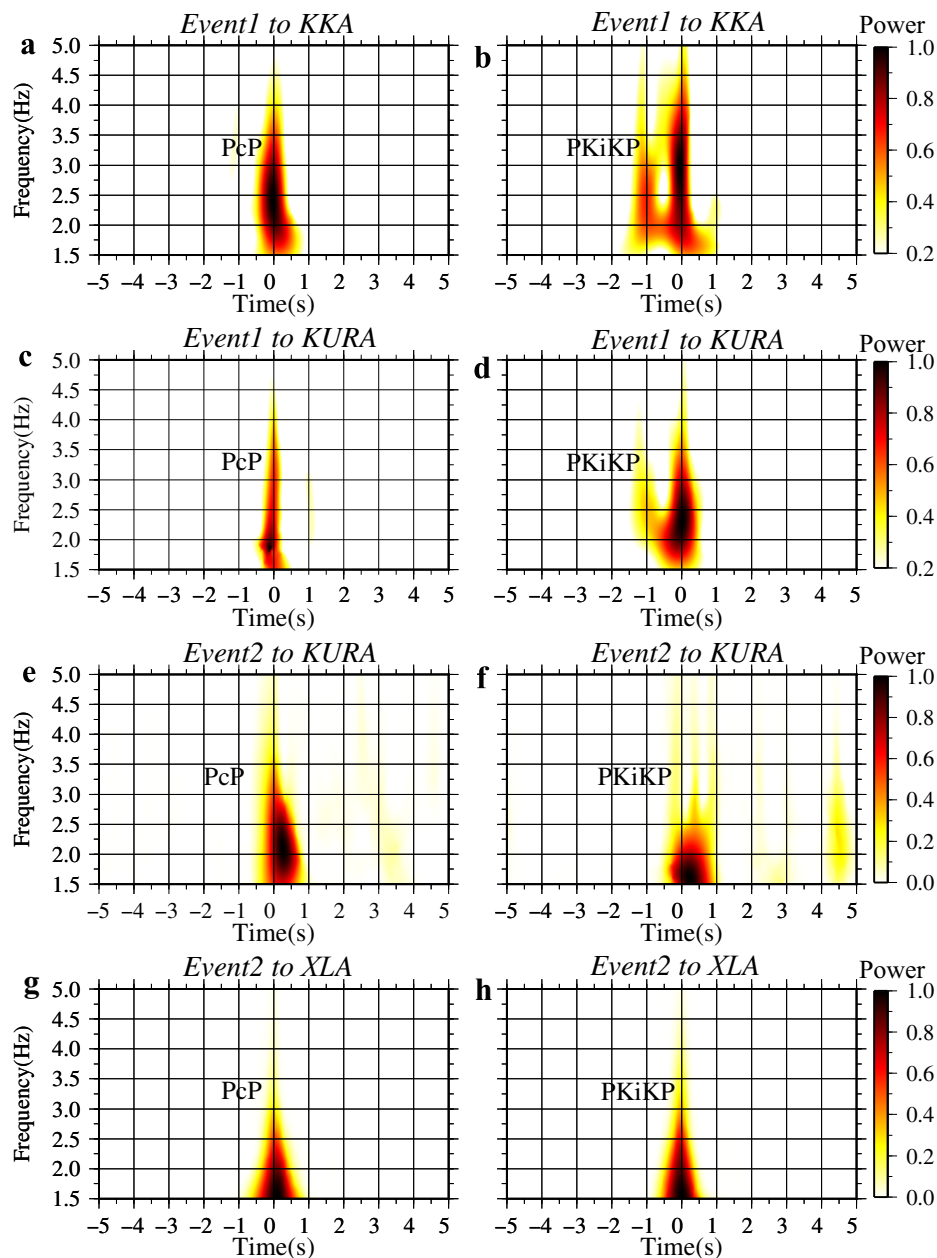 Event1 to KKA
Event1 to KKA
Power
a
b
5.0
4.5
4.0
3.5
3.0
2.5
2.0
1.5
Frequency(Hz)
PcP
PKiKP
1.0
0.8
0.6
0.4
0.2
−5 −4 −3 −2 −1 0 1 2 3 4 5
−5 −4 −3 −2 −1 0 1 2 3 4 5
Time(s)
Time(s)
Event1 to KURA
Event1 to KURA
Power
c
d
5.0
4.5
4.0
3.5
3.0
2.5
2.0
1.5
Frequency(Hz)
PcP
PKiKP
1.0
0.8
0.6
0.4
0.2
−5 −4 −3 −2 −1 0 1 2 3 4 5
−5 −4 −3 −2 −1 0 1 2 3 4 5
Time(s)
Time(s)
Event2 to KURA
Event2 to KURA
Power
e
f
5.0
4.5
4.0
3.5
3.0
2.5
2.0
1.5
Frequency(Hz)
PcP
PKiKP
1.0
0.8
0.6
0.4
0.2
0.0
−5 −4 −3 −2 −1 0 1 2 3 4 5
−5 −4 −3 −2 −1 0 1 2 3 4 5
Time(s)
Time(s)
Event2 to XLA
Event2 to XLA
Power
g
h
5.0
4.5
4.0
3.5
3.0
2.5
2.0
1.5
Frequency(Hz)
PcP
PKiKP
1.0
0.8
0.6
0.4
0.2
0.0
−5 −4 −3 −2 −1 0 1 2 3 4 5
−5 −4 −3 −2 −1 0 1 2 3 4 5
Time(s)
Time(s)